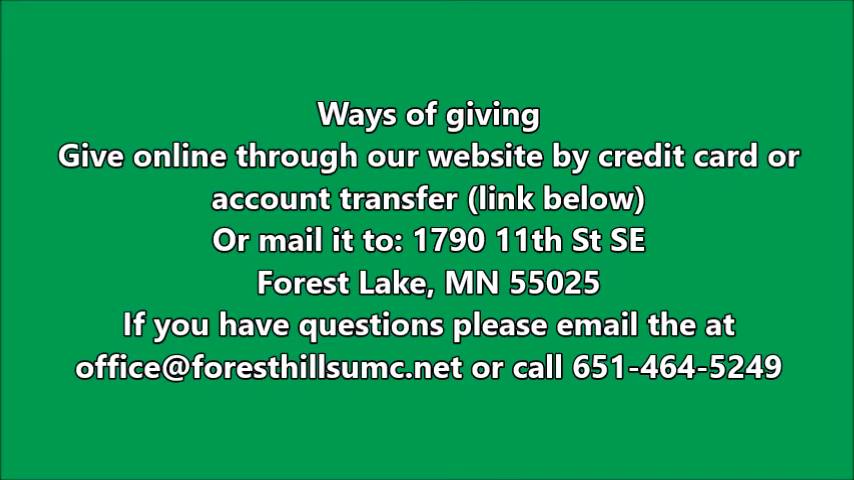 Ways of giving
Give online through our website by credit card or
account transfer (link below)
Or mail it to: 1790 11th St SE
Forest Lake, MN 55025
If you have questions please email the at
office@foresthillsumc.net or call 651-464-5249